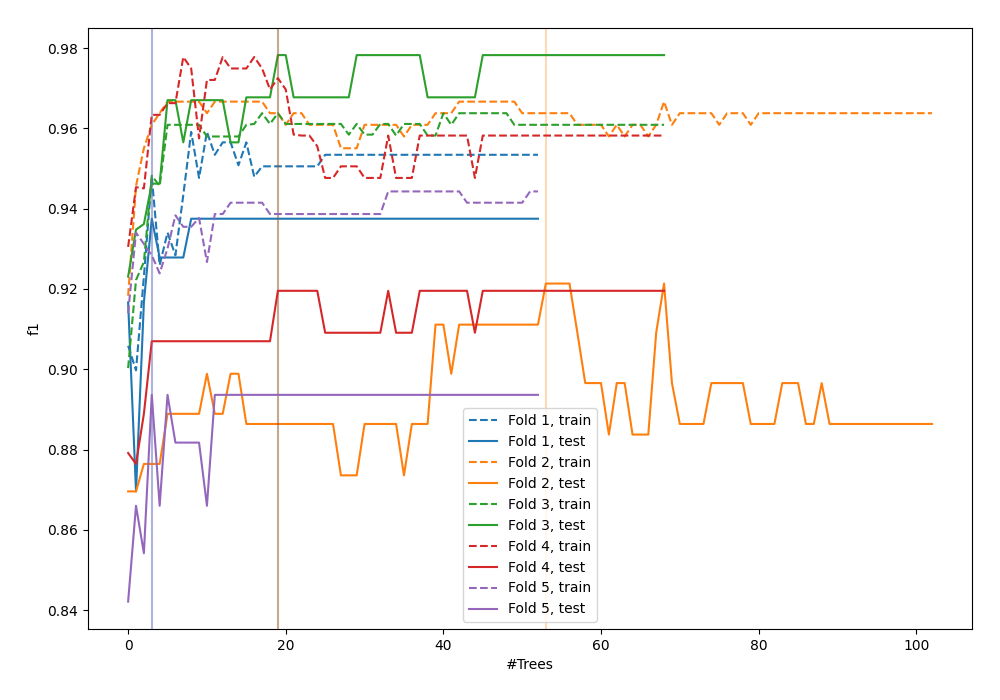 0.98
0.96
0.94
0.92
0.90
0.88
0.86
0.84
f1
0
20
40
60
80
100
#Trees
Fold 1, train
Fold 1, test
Fold 2, train
Fold 2, test
Fold 3, train
Fold 3, test
Fold 4, train
Fold 4, test
Fold 5, train
Fold 5, test